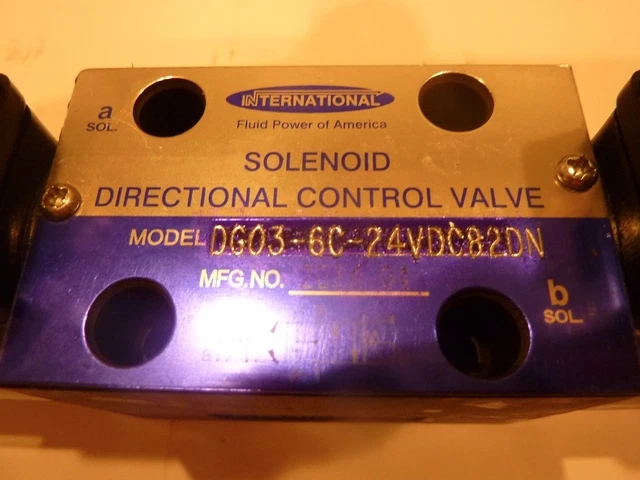 a
SOL.
INTERNATIONAL
Fluid Power of America
SOLENOID
DIRECTIONAL CONTROL VALVE
MODEL DG03-6C-24VDC82DN
MFG.NO.
b
SOL.